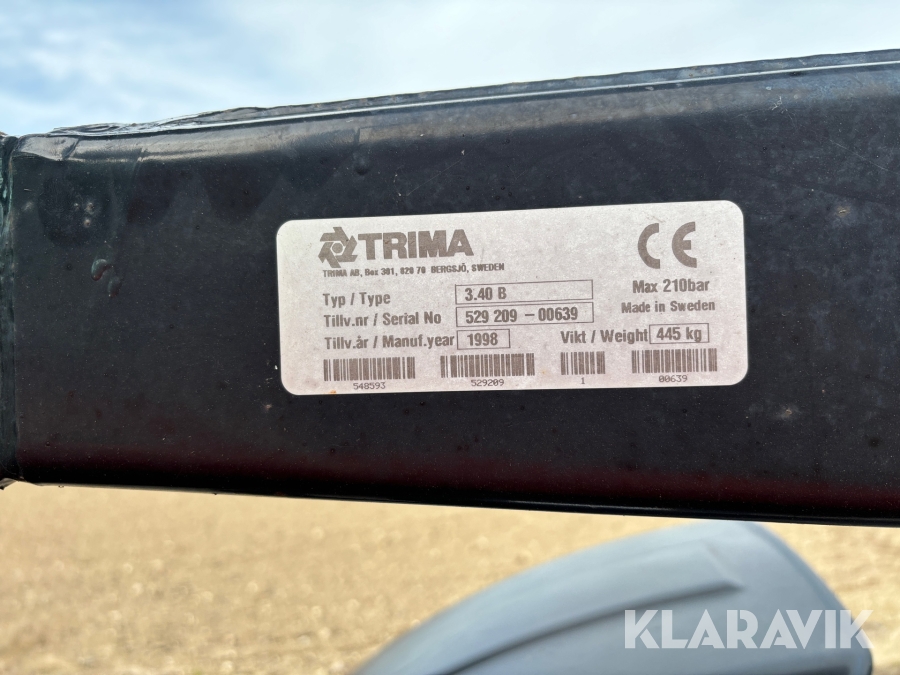 TRIMA
TRIMA AB, Box 301, 820 70 BERGSJÖ, SWEDEN
CE
Max 210bar
Made in Sweden
Typ / Type 3.40 B
Tillv.nr / Serial No 529 209 - 00639
Tillv.år / Manuf.year 1998 Vikt / Weight 445 kg
548593 529209 1 00639
KLARAVIK